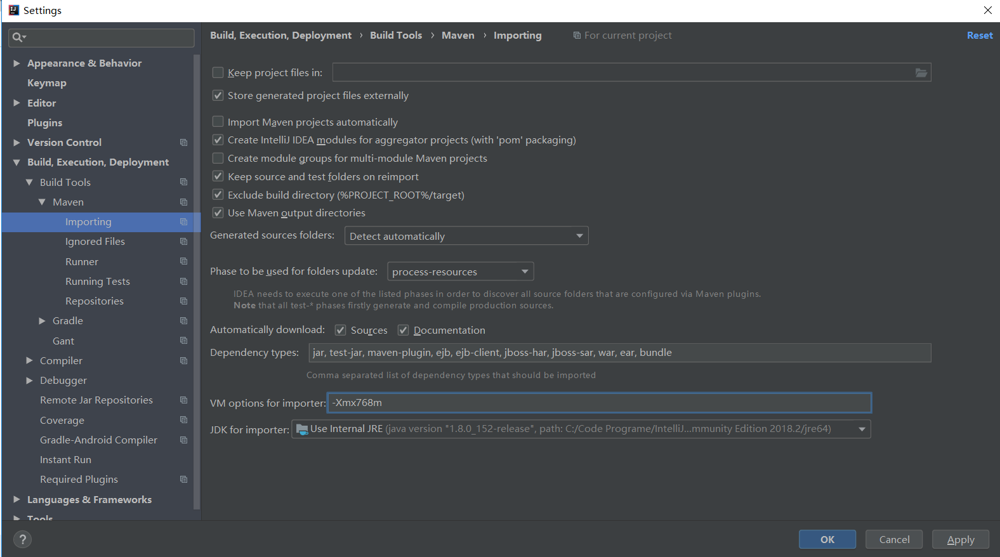 Settings
Appearance & Behavior
Keymap
Editor
Plugins
Version Control
Build, Execution, Deployment
Build Tools
Maven
Importing
Ignored Files
Runner
Running Tests
Repositories
Gradle
Gant
Compiler
Debugger
Remote Jar Repositories
Coverage
Gradle-Android Compiler
Instant Run
Required Plugins
Languages & Frameworks
Tools
Build, Execution, Deployment › Build Tools › Maven › Importing For current project Reset
Keep project files in:
Store generated project files externally
Import Maven projects automatically
Create IntelliJ IDEA modules for aggregator projects (with 'pom' packaging)
Create module groups for multi-module Maven projects
Keep source and test folders on reimport
Exclude build directory (%PROJECT_ROOT%/target)
Use Maven output directories
Generated sources folders: Detect automatically
Phase to be used for folders update: process-resources
IDEA needs to execute one of the listed phases in order to discover all source folders that are configured via Maven plugins.
Note that all test-* phases firstly generate and compile production sources.
Automatically download: Sources Documentation
Dependency types: jar, test-jar, maven-plugin, ejb, ejb-client, jboss-har, jboss-sar, war, ear, bundle
Comma separated list of dependency types that should be imported
VM options for importer: -Xmx768m
JDK for importer: Use Internal JRE (java version "1.8.0_152-release", path: C:/Code Programe/IntelliJ...mmunity Edition 2018.2/jre64)
? OK Cancel Apply